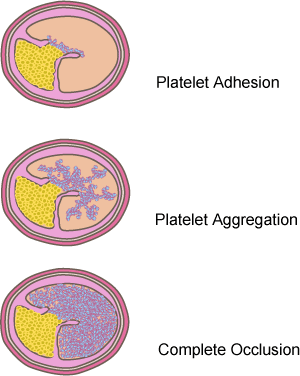 Platelet Adhesion
Platelet Aggregation
Complete Occlusion